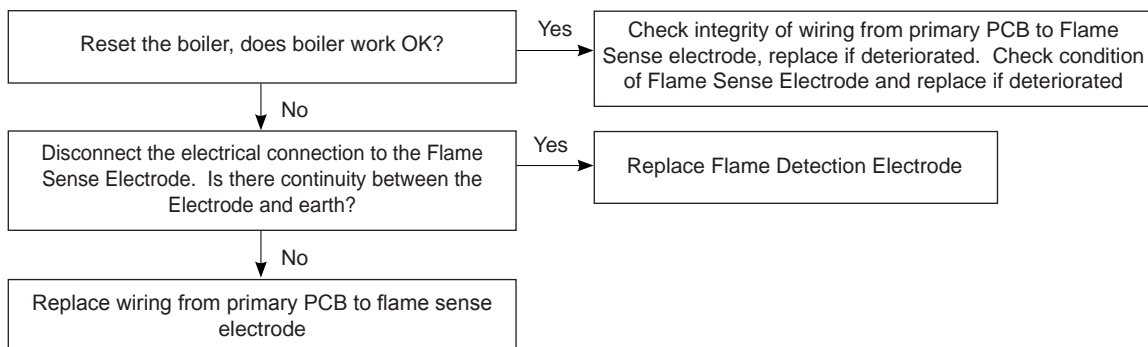 Reset the boiler, does boiler work OK?
Yes
Check integrity of wiring from primary PCB to Flame
Sense electrode, replace if deteriorated.  Check condition
of Flame Sense Electrode and replace if deteriorated
No
Disconnect the electrical connection to the Flame
Sense Electrode.  Is there continuity between the
Electrode and earth?
Yes
Replace Flame Detection Electrode
No
Replace wiring from primary PCB to flame sense
electrode